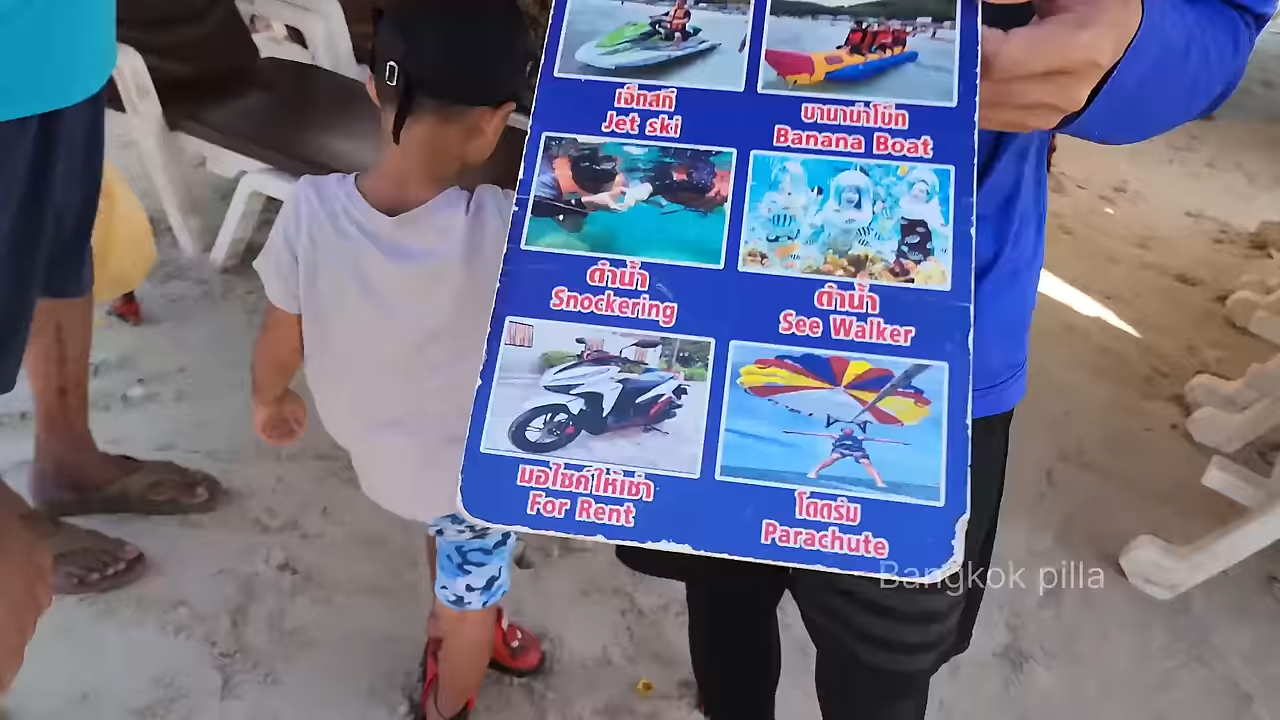 เจ็ทสกี
Jet ski
บานาน่าโบ๊ท
Banana Boat
ดำน้ำ
Snockering
ดำน้ำ
See Walker
มอไซค์ให้เช่า
For Rent
โดดร่ม
Parachute
Bangkok pilla